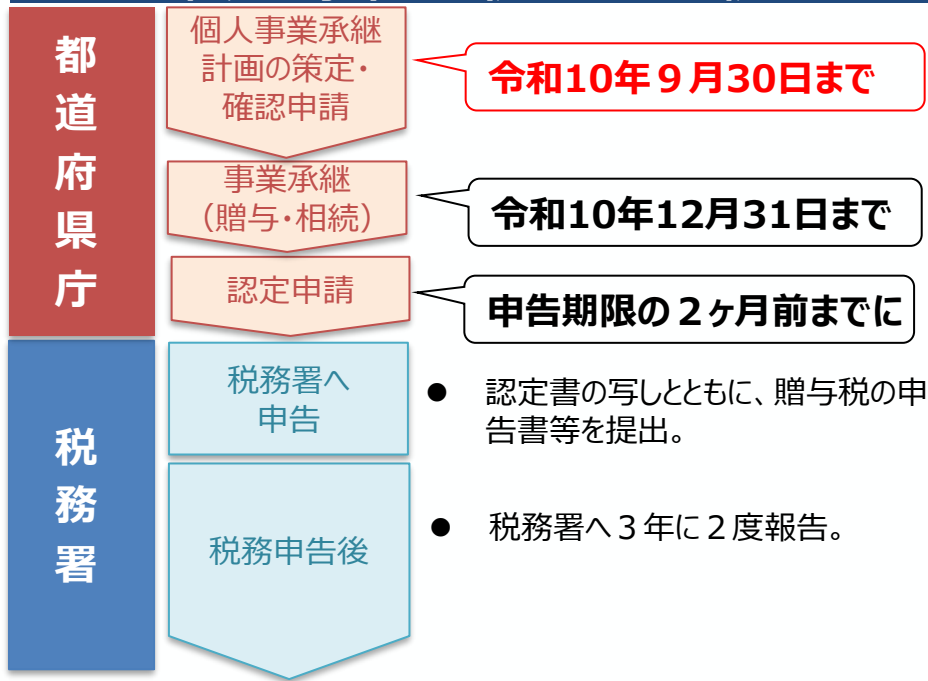 都道府県庁
個人事業承継
計画の策定・
確認申請
令和10年９月30日まで
事業承継
（贈与・相続）
令和10年12月31日まで
認定申請
申告期限の２ヶ月前までに
税務署
税務署へ
申告
● 認定書の写しとともに、贈与税の申
告書等を提出。
税務申告後
● 税務署へ３年に２度報告。